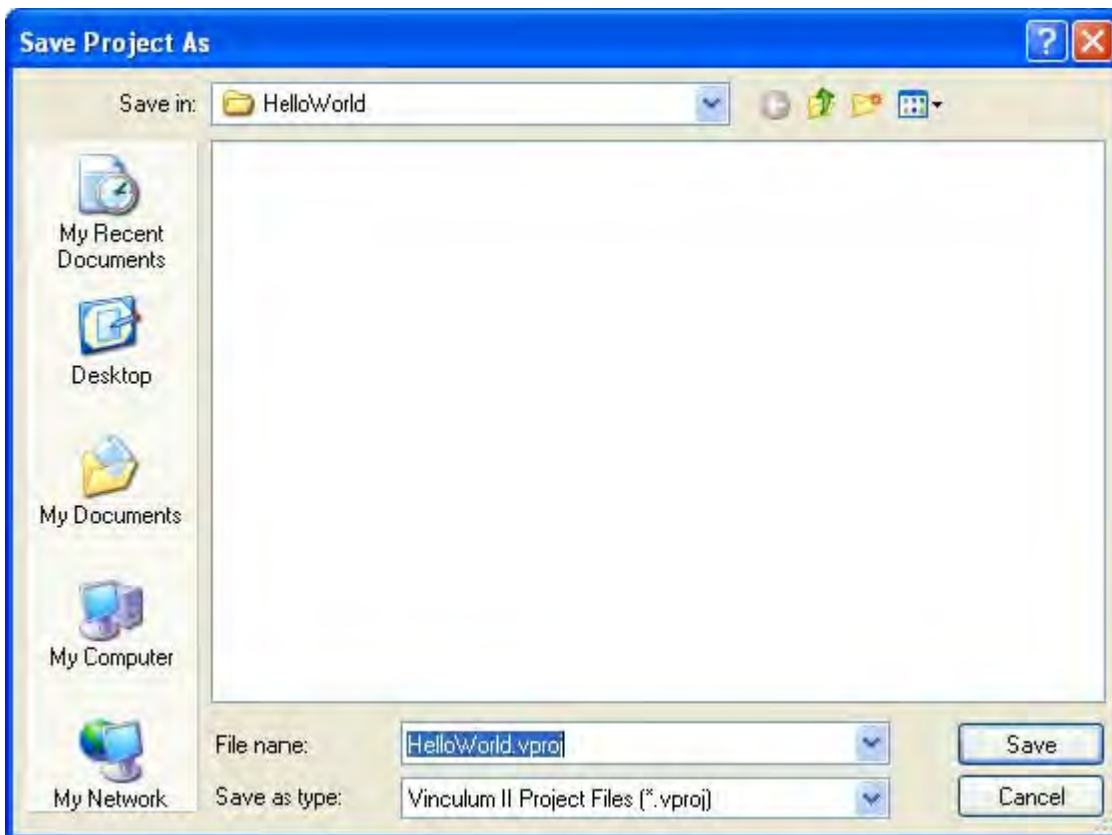 Save Project As
?
Save in: HelloWorld
My Recent
Documents
Desktop
My Documents
My Computer
My Network
File name: HelloWorld.vproj Save
Save as type: Vinculum II Project Files (*.vproj) Cancel